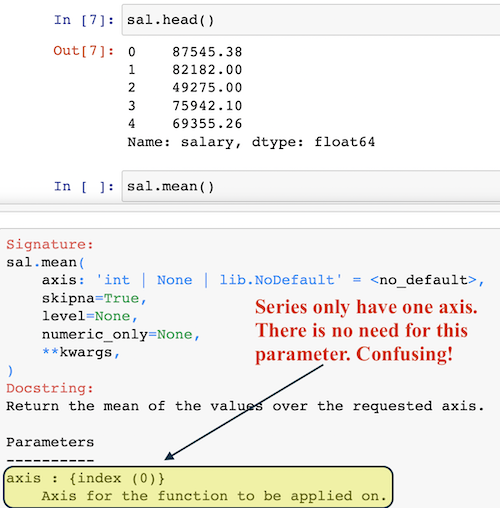 In [7]: sal.head()
Out[7]: 0    87545.38
1    82182.00
2    49275.00
3    75942.10
4    69355.26
Name: salary, dtype: float64
In [ ]: sal.mean()
Signature:
sal.mean(
    axis: 'int | None | lib.NoDefault' = <no_default>,
    skipna=True,
    level=None,
    numeric_only=None,
    **kwargs,
)
Series only have one axis.
There is no need for this
parameter. Confusing!
Docstring:
Return the mean of the values over the requested axis.
Parameters
----------
axis : {index (0)}
    Axis for the function to be applied on.